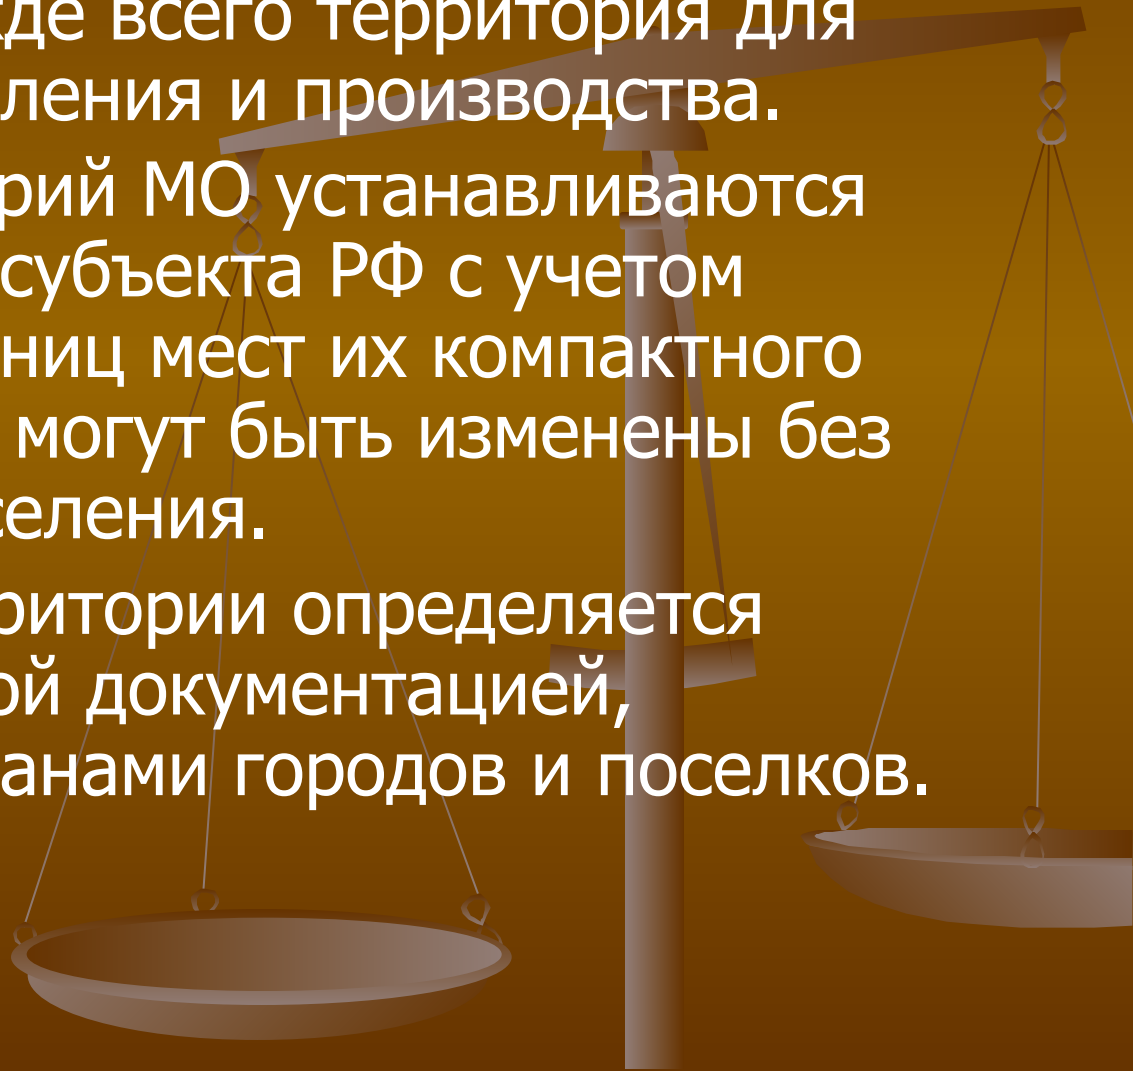 жде всего территория для
ления и производства.
рий МО устанавливаются
субъекта РФ с учетом
ниц мест их компактного
могут быть изменены без
селения.
ритории определяется
ой документацией,
анами городов и поселков.